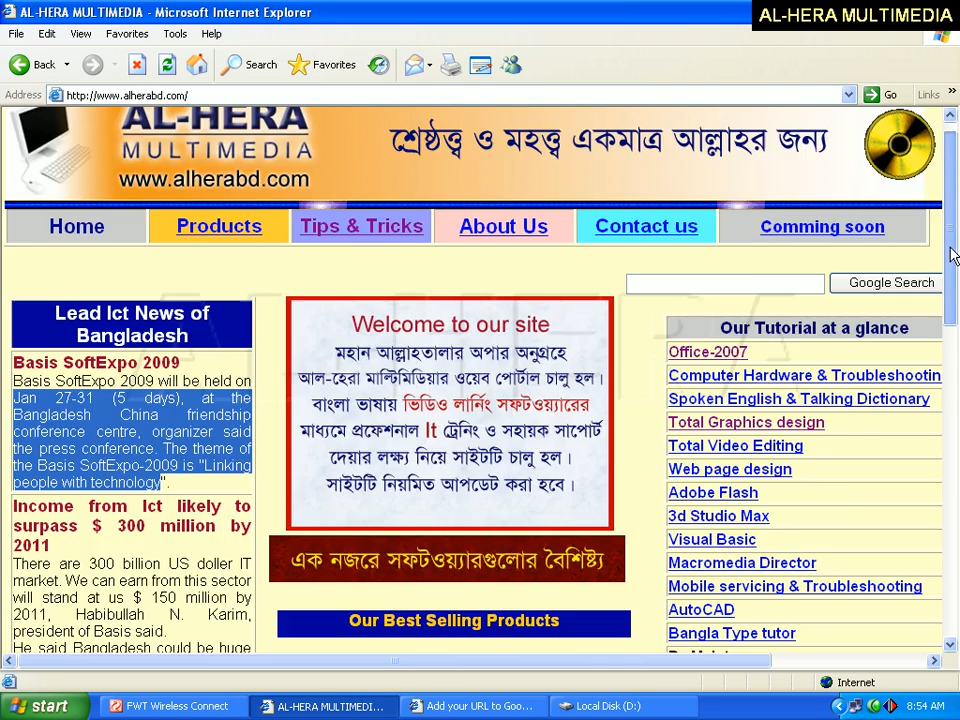 AL-HERA MULTIMEDIA - Microsoft Internet Explorer
AL-HERA MULTIMEDIA
File Edit View Favorites Tools Help
Back Search Favorites
Address http://www.alherabd.com/ Go Links »
AL-HERA
MULTIMEDIA
www.alherabd.com
শ্রেষ্ঠত্ব ও মহত্ব একমাত্র আল্লাহর জন্য
Home Products Tips & Tricks About Us Contact us Comming soon
Google Search
Lead Ict News of
Bangladesh
Basis SoftExpo 2009
Basis SoftExpo 2009 will be held on
Jan 27-31 (5 days), at the
Bangladesh China friendship
conference centre, organizer said
the press conference. The theme of
the Basis SoftExpo-2009 is "Linking
people with technology".
Income from Ict likely to
surpass $ 300 million by
2011
There are 300 billion US doller IT
market. We can earn from this sector
will stand at us $ 150 million by
2011, Habibullah N. Karim,
president of Basis said.
He said Bangladesh could be huge
Welcome to our site
মহান আল্লাহতালার অপার অনুগ্রহে
আল-হেরা মাল্টিমিডিয়ার ওয়েব পোর্টাল চালু হল।
বাংলা ভাষায় ভিডিও লার্নিং সফটওয়্যারের
মাধ্যমে প্রফেশনাল It ট্রেনিং ও সহায়ক সাপোর্ট
দেয়ার লক্ষ্য নিয়ে সাইটটি চালু হল।
সাইটটি নিয়মিত আপডেট করা হবে।
এক নজরে সফটওয়্যারগুলোর বৈশিষ্ট্য
Our Best Selling Products
Our Tutorial at a glance
Office-2007
Computer Hardware & Troubleshootin
Spoken English & Talking Dictionary
Total Graphics design
Total Video Editing
Web page design
Adobe Flash
3d Studio Max
Visual Basic
Macromedia Director
Mobile servicing & Troubleshooting
AutoCAD
Bangla Type tutor
Internet
start FWT Wireless Connect AL-HERA MULTIMEDI... Add your URL to Goo... Local Disk (D:) 8:54 AM